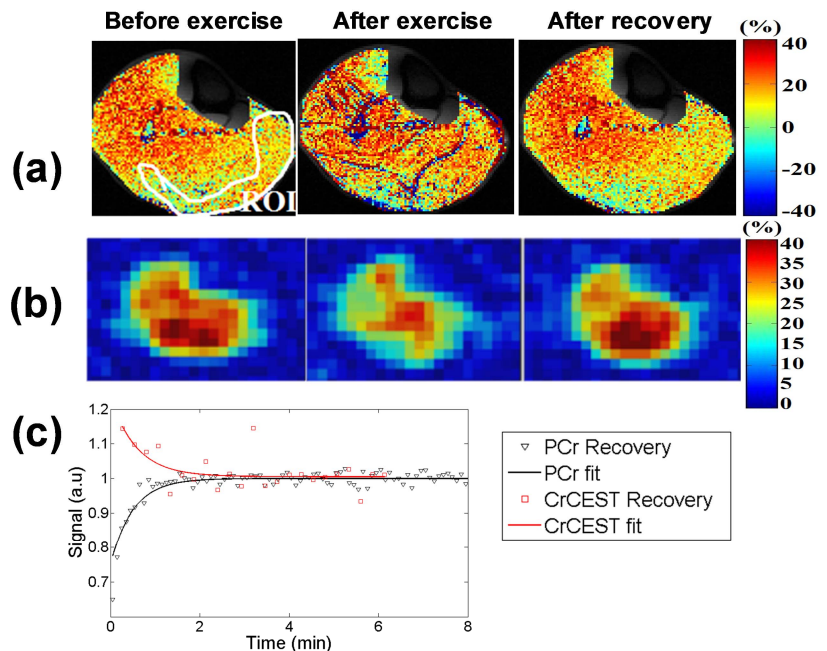 Before exercise After exercise After recovery
(%)
40
20
0
−20
−40
ROI
(a)
(%)
40
35
30
25
20
15
10
5
0
(b)
(c)
1.2
1.1
1
0.9
0.8
0.7
Signal (a.u)
0 2 4 6 8
Time (min)
PCr Recovery
PCr fit
CrCEST Recovery
CrCEST fit